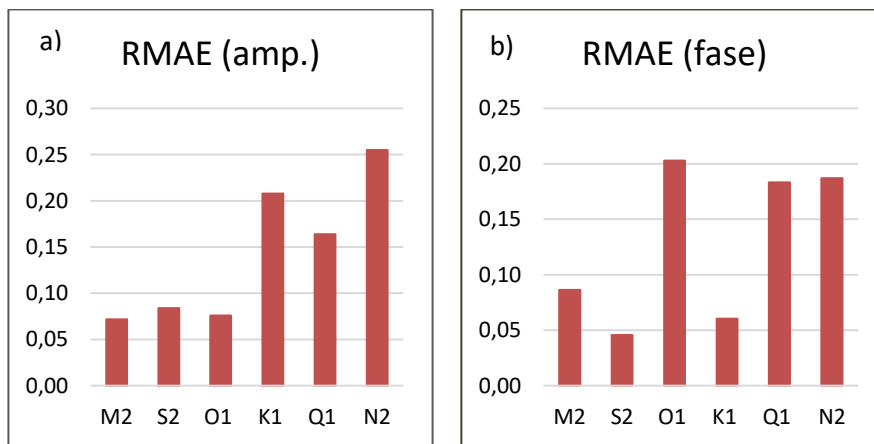 a)
RMAE (amp.)
0,30
0,25
0,20
0,15
0,10
0,05
0,00
M2 S2 O1 K1 Q1 N2
b)
RMAE (fase)
0,25
0,20
0,15
0,10
0,05
0,00
M2 S2 O1 K1 Q1 N2